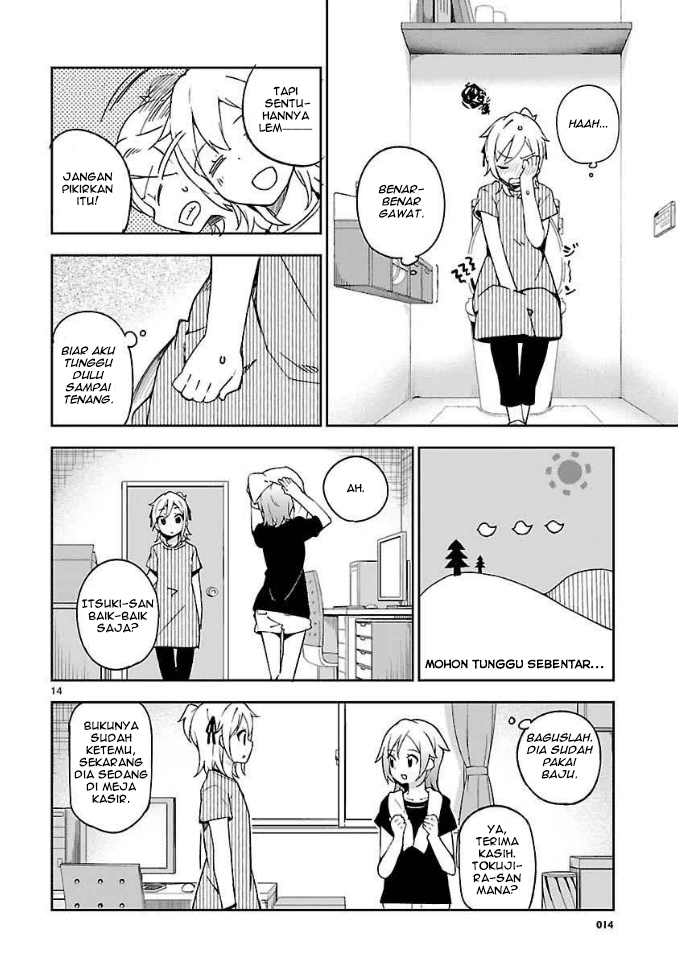 HAAH...
BENAR-
BENAR
GAWAT.
TAPI
SENTU-
HANNYA
LEM——
JANGAN
PIKIRKAN
ITU!
BIAR AKU
TUNGGU
DULU
SAMPAI
TENANG.
MOHON TUNGGU SEBENTAR...
AH.
ITSUKI-SAN
BAIK-BAIK
SAJA?
14
BAGUSLAH.
DIA SUDAH
PAKAI
BAJU.
YA,
TERIMA
KASIH.
TOKUJI-
RA-SAN
MANA?
BUKUNYA
SUDAH
KETEMU,
SEKARANG
DIA SEDANG
DI MEJA
KASIR.
014